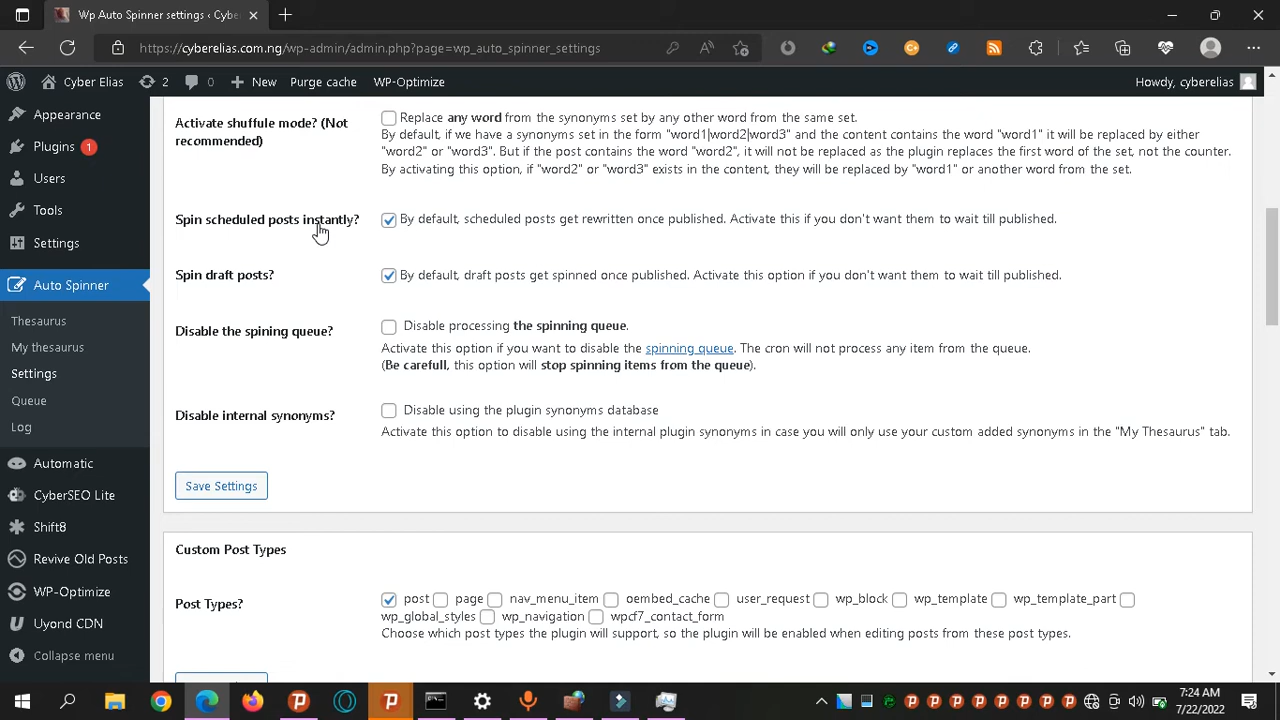 Wp Auto Spinner settings ‹ Cyber
https://cyberelias.com.ng/wp-admin/admin.php?page=wp_auto_spinner_settings
Cyber Elias
2
0
New
Purge cache
WP-Optimize
Howdy, cyberelias
Appearance
Plugins 1
Users
Tools
Settings
Auto Spinner
Thesaurus
My thesaurus
Settings
Queue
Log
Automatic
CyberSEO Lite
Shift8
Revive Old Posts
WP-Optimize
Uyond CDN
Collapse menu
Activate shuffule mode? (Not
recommended)
Replace any word from the synonyms set by any other word from the same set.
By default, if we have a synonyms set in the form "word1|word2|word3" and the content contains the word "word1" it will be replaced by either
"word2" or "word3". But if the post contains the word "word2", it will not be replaced as the plugin replaces the first word of the set, not the counter.
By activating this option, if "word2" or "word3" exists in the content, they will be replaced by "word1" or another word from the set.
Spin scheduled posts instantly?
By default, scheduled posts get rewritten once published. Activate this if you don't want them to wait till published.
Spin draft posts?
By default, draft posts get spinned once published. Activate this option if you don't want them to wait till published.
Disable the spining queue?
Disable processing the spinning queue.
Activate this option if you want to disable the spinning queue. The cron will not process any item from the queue.
(Be carefull, this option will stop spinning items from the queue).
Disable internal synonyms?
Disable using the plugin synonyms database
Activate this option to disable using the internal plugin synonyms in case you will only use your custom added synonyms in the "My Thesaurus" tab.
Save Settings
Custom Post Types
Post Types?
post page nav_menu_item oembed_cache user_request wp_block wp_template wp_template_part
wp_global_styles wp_navigation wpcf7_contact_form
Choose which post types the plugin will support, so the plugin will be enabled when editing posts from these post types.
7:24 AM
7/22/2022